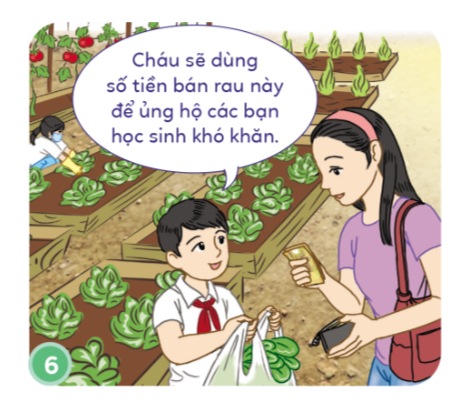 Cháu sẽ dùng
số tiền bán rau này
để ủng hộ các bạn
học sinh khó khăn.
6